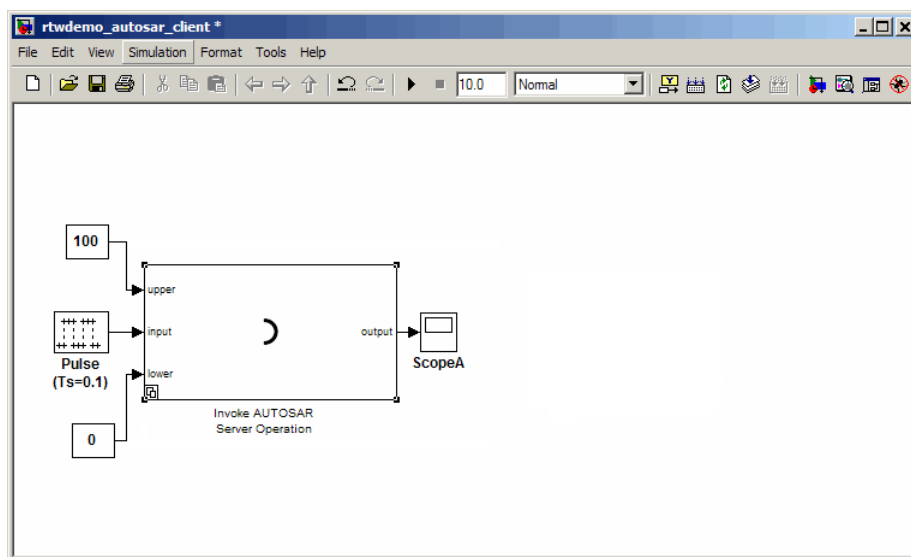 rtwdemo_autosar_client *
File Edit View Simulation Format Tools Help
10.0 Normal
100
upper
input
output
lower
Pulse
(Ts=0.1)
ScopeA
Invoke AUTOSAR
Server Operation
0